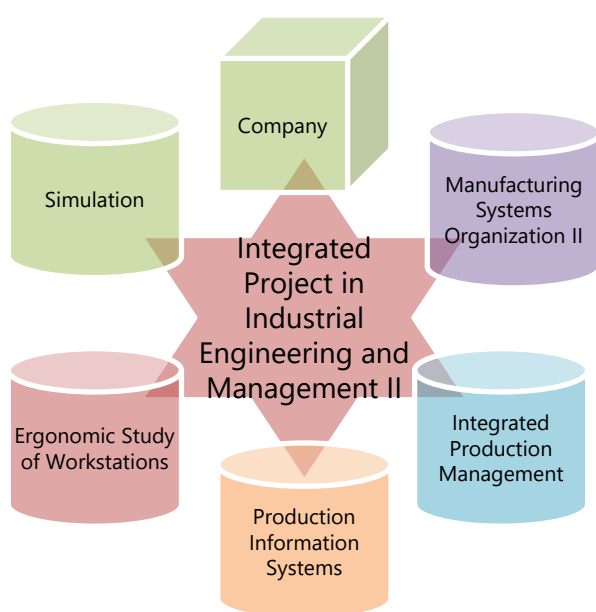 Company
Simulation
Manufacturing
Systems
Organization II
Integrated
Project in
Industrial
Engineering and
Management II
Ergonomic Study
of Workstations
Integrated
Production
Management
Production
Information
Systems